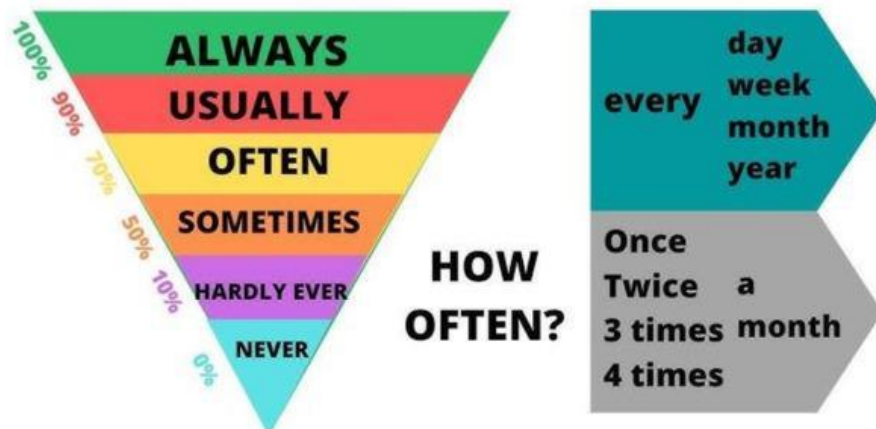 100%
ALWAYS
90%
USUALLY
70%
OFTEN
50%
SOMETIMES
10%
HARDLY EVER
0%
NEVER
HOW
OFTEN?
every
day
week
month
year
Once
Twice
3 times
4 times
a
month